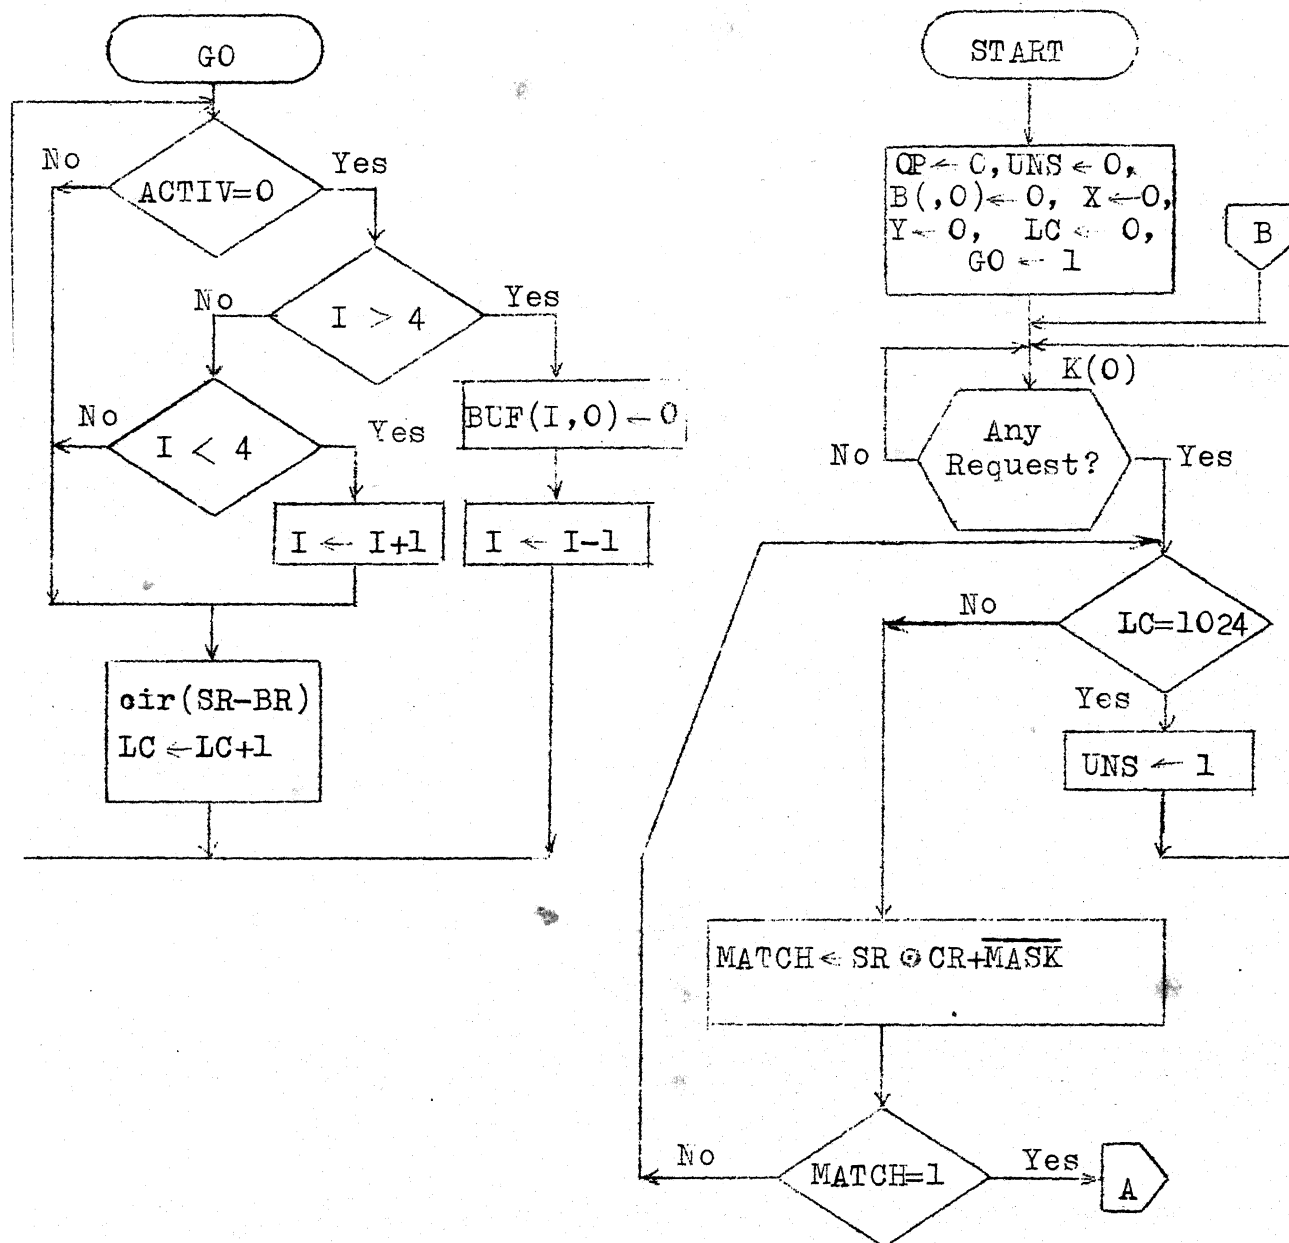 GO
No
Yes
ACTIV=0
No
Yes
I > 4
No
Yes
I < 4
BUF(I,0)←0
I ← I+1
I ← I-1
cir(SR-BR)
LC ←LC+1
START
OP← 0,UNS ← 0,
B(,0)← 0, X ←0,
Y← 0, LC ← 0,
GO ← 1
B
K(0)
Any
Request?
No
Yes
No
LC=1024
Yes
UNS ← 1
MATCH← SR ⊙ CR+M̅A̅S̅K̅
No
MATCH=1
Yes
A